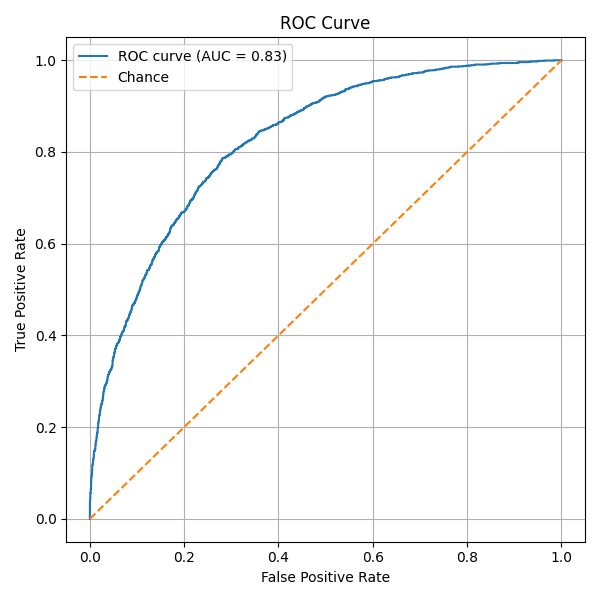 ROC Curve
ROC curve (AUC = 0.83)
Chance
True Positive Rate
1.0
0.8
0.6
0.4
0.2
0.0
0.0 0.2 0.4 0.6 0.8 1.0
False Positive Rate